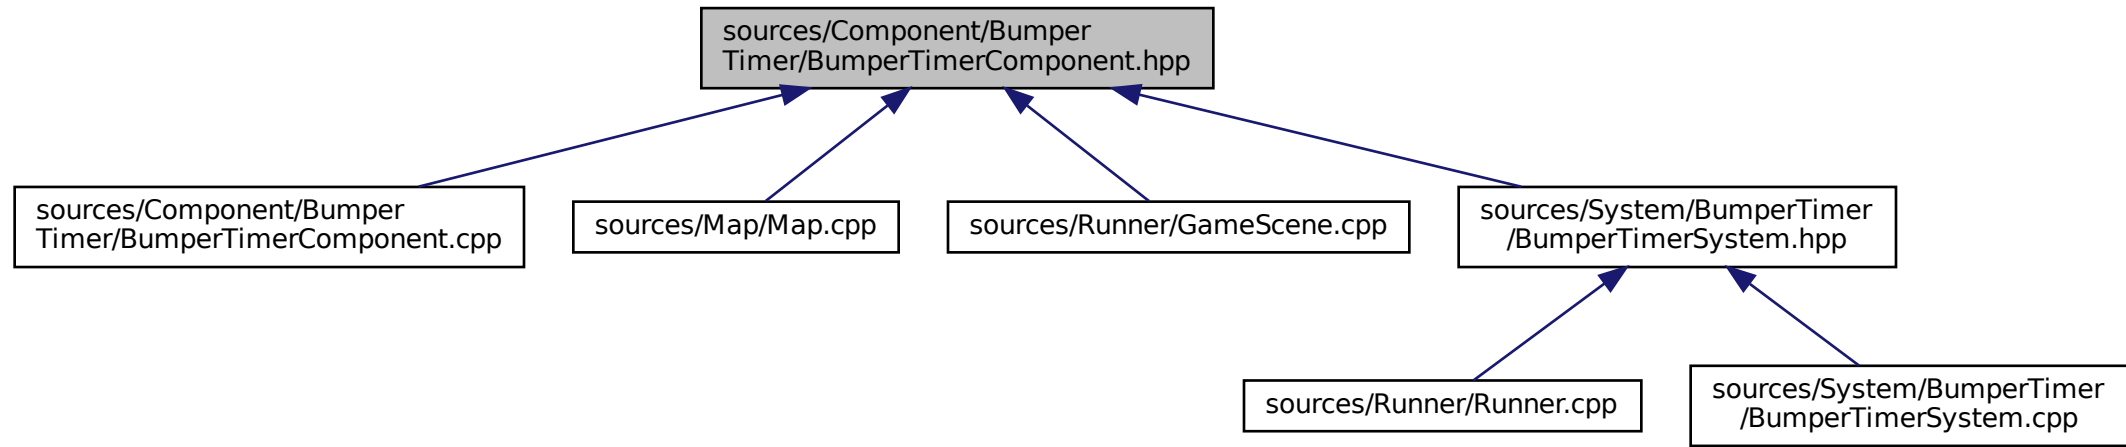 sources/Component/Bumper
Timer/BumperTimerComponent.hpp
sources/Component/Bumper
Timer/BumperTimerComponent.cpp
sources/Map/Map.cpp
sources/Runner/GameScene.cpp
sources/System/BumperTimer
/BumperTimerSystem.hpp
sources/Runner/Runner.cpp
sources/System/BumperTimer
/BumperTimerSystem.cpp